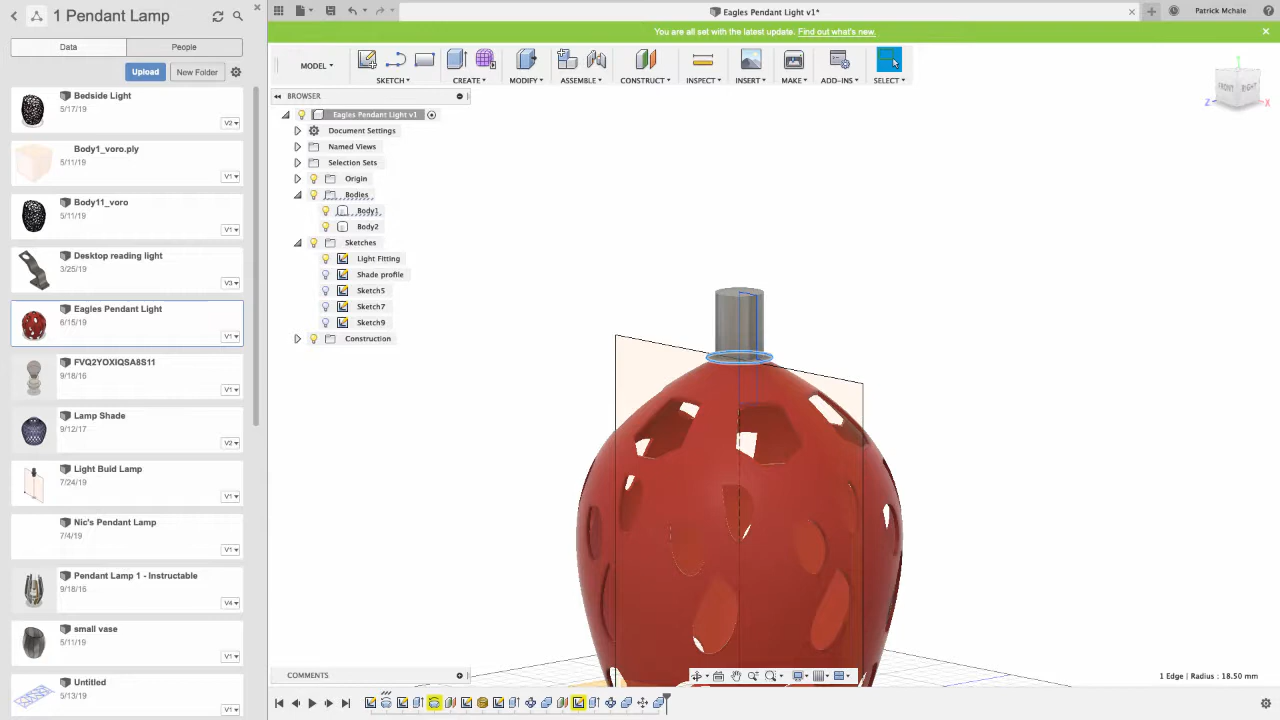 1 Pendant Lamp
Eagles Pendant Light v1*
Patrick Mchale
You are all set with the latest update. Find out what's new.
Data
People
Upload
New Folder
MODEL
SKETCH
CREATE
MODIFY
ASSEMBLE
CONSTRUCT
INSPECT
INSERT
MAKE
ADD-INS
SELECT
BROWSER
Eagles Pendant Light v1
Document Settings
Named Views
Selection Sets
Origin
Bodies
Body1
Body2
Sketches
Light Fitting
Shade profile
Sketch5
Sketch7
Sketch9
Construction
Bedside Light
5/17/19
V2
Body1_voro.ply
5/11/19
V1
Body11_voro
5/11/19
V1
Desktop reading light
3/25/19
V3
Eagles Pendant Light
6/15/19
V1
FVQ2YOXIQSA8S11
9/18/16
V1
Lamp Shade
9/12/17
V2
Light Buid Lamp
7/24/19
V1
Nic's Pendant Lamp
7/4/19
V1
Pendant Lamp 1 - Instructable
9/18/16
V4
small vase
5/11/19
V1
Untitled
5/13/19
V1
FRONT
RIGHT
Z
X
COMMENTS
1 Edge | Radius : 18.50 mm